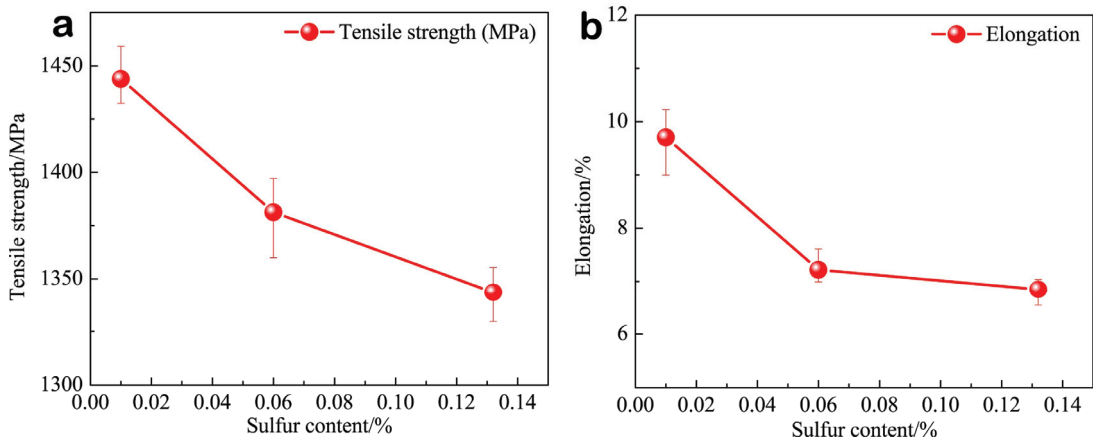 a
Tensile strength (MPa)
Tensile strength/MPa
1450
1400
1350
1300
0.00 0.02 0.04 0.06 0.08 0.10 0.12 0.14
Sulfur content/%
b
Elongation
Elongation/%
12
10
8
6
0.00 0.02 0.04 0.06 0.08 0.10 0.12 0.14
Sulfur content/%